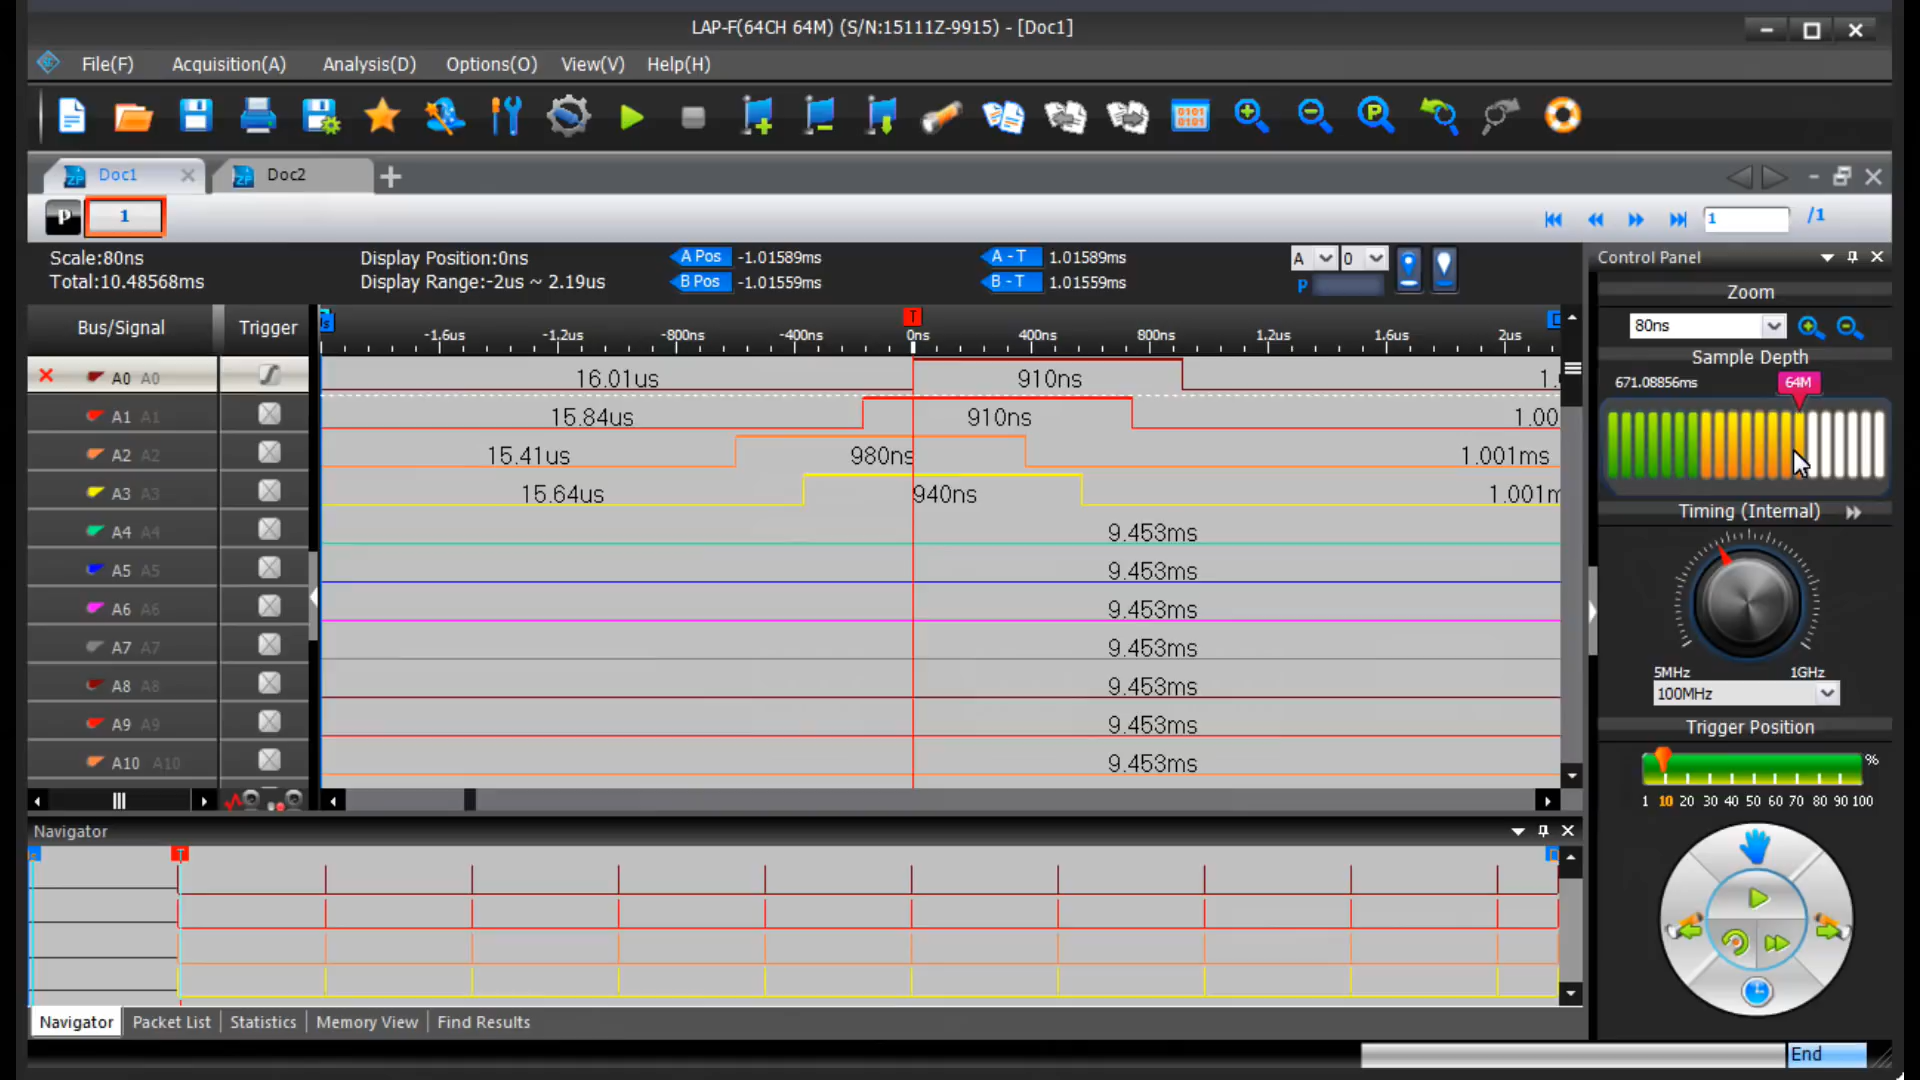 LAP-F(64CH 64M) (S/N:15111Z-9915) - [Doc1]
File(F) Acquisition(A) Analysis(D) Options(O) View(V) Help(H)
Doc1 Doc2
P 1
1 /1
Scale:80ns
Total:10.48568ms
Display Position:0ns
Display Range:-2us ~ 2.19us
A Pos -1.01589ms
B Pos -1.01559ms
A - T 1.01589ms
B - T 1.01559ms
A 0
P
Bus/Signal Trigger
T
-1.6us -1.2us -800ns -400ns 0ns 400ns 800ns 1.2us 1.6us 2us
A0 A0 16.01us 910ns 1.
A1 A1 15.84us 910ns 1.00
A2 A2 15.41us 980ns 1.001ms
A3 A3 15.64us 940ns 1.001m
A4 A4 9.453ms
A5 A5 9.453ms
A6 A6 9.453ms
A7 A7 9.453ms
A8 A8 9.453ms
A9 A9 9.453ms
A10 A10 9.453ms
Control Panel
Zoom
80ns
Sample Depth
671.08856ms 64M
Timing (Internal)
5MHz 1GHz
100MHz
Trigger Position
%
1 10 20 30 40 50 60 70 80 90 100
Navigator
T
Navigator Packet List Statistics Memory View Find Results
End